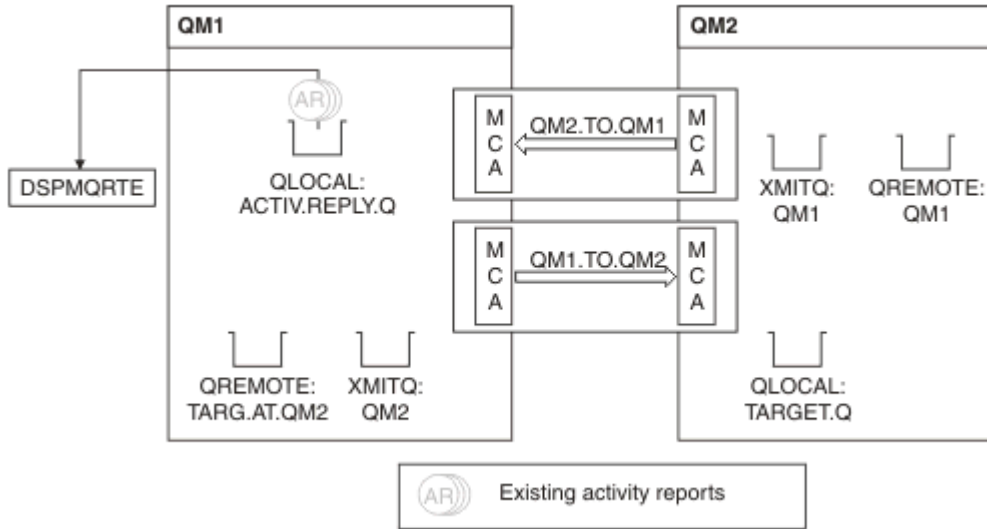 QM1
QM2
AR
M
C
A
QM2.TO.QM1
M
C
A
DSPMQRTE
QLOCAL:
ACTIV.REPLY.Q
XMITQ:
QM1
QREMOTE:
QM1
M
C
A
QM1.TO.QM2
M
C
A
QREMOTE:
TARG.AT.QM2
XMITQ:
QM2
QLOCAL:
TARGET.Q
AR
Existing activity reports